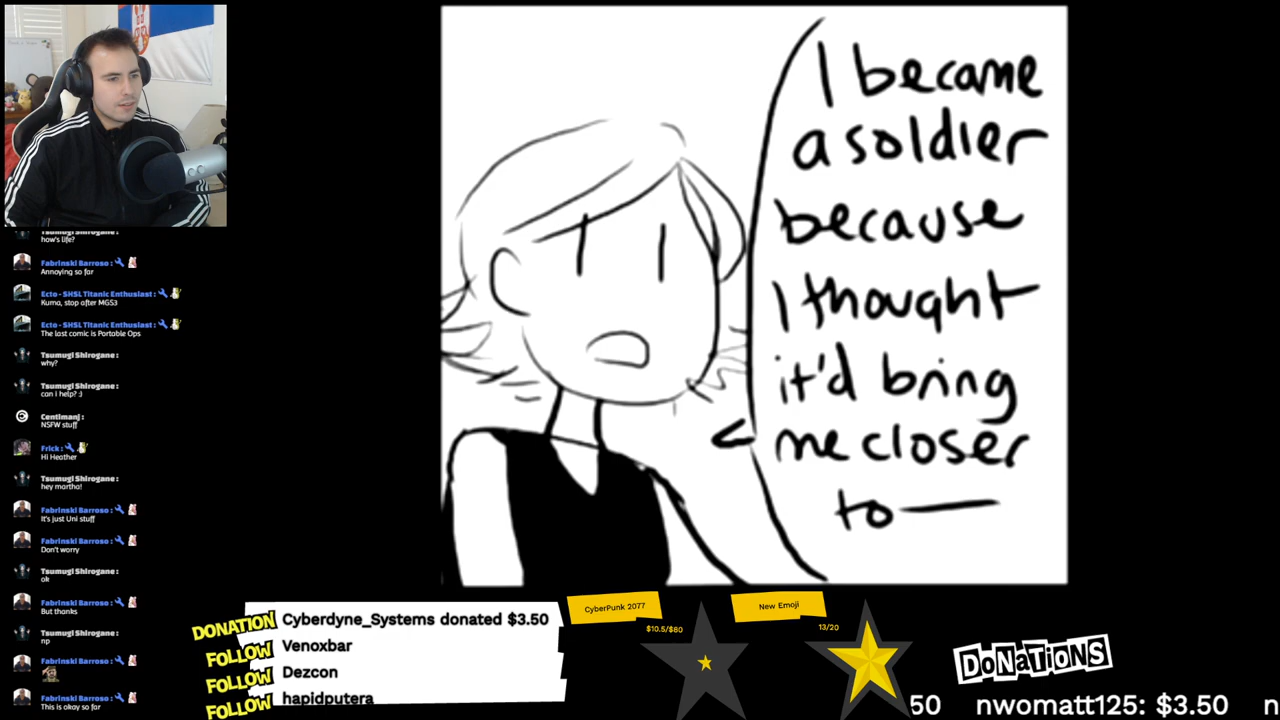 I became
a soldier
because
I thought
it'd bring
me closer
to—
Tsumugi Shirogane :
how's life?
Fabrinski Barroso :
Annoying so far
Ecto - SHSL Titanic Enthusiast :
Kuma, stop after MGS3
Ecto - SHSL Titanic Enthusiast :
The last comic is Portable Ops
Tsumugi Shirogane :
why?
Tsumugi Shirogane :
can I help? :)
Centimanj :
NSFW stuff
Frick :
Hi Heather
Tsumugi Shirogane :
hey martha!
Fabrinski Barroso :
It's just Uni stuff
Fabrinski Barroso :
Don't worry
Tsumugi Shirogane :
ok
Fabrinski Barroso :
But thanks
Tsumugi Shirogane :
np
Fabrinski Barroso :
Fabrinski Barroso :
This is okay so far
DONATION Cyberdyne_Systems donated $3.50
FOLLOW Venoxbar
FOLLOW Dezcon
FOLLOW hapidputera
CyberPunk 2077
$10.5/$80
New Emoji
13/20
DONATIONS
50 nwomatt125: $3.50 n